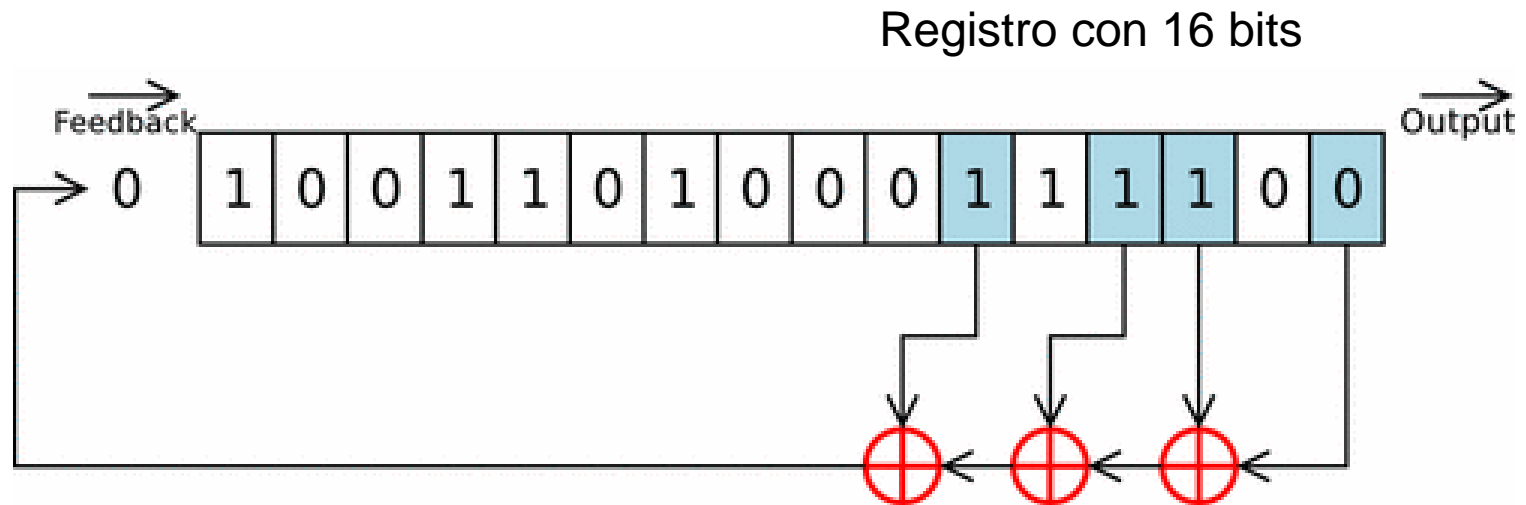 Registro con 16 bits
Feedback Output
0 1 0 0 1 1 0 1 0 0 0 1 1 1 1 0 0